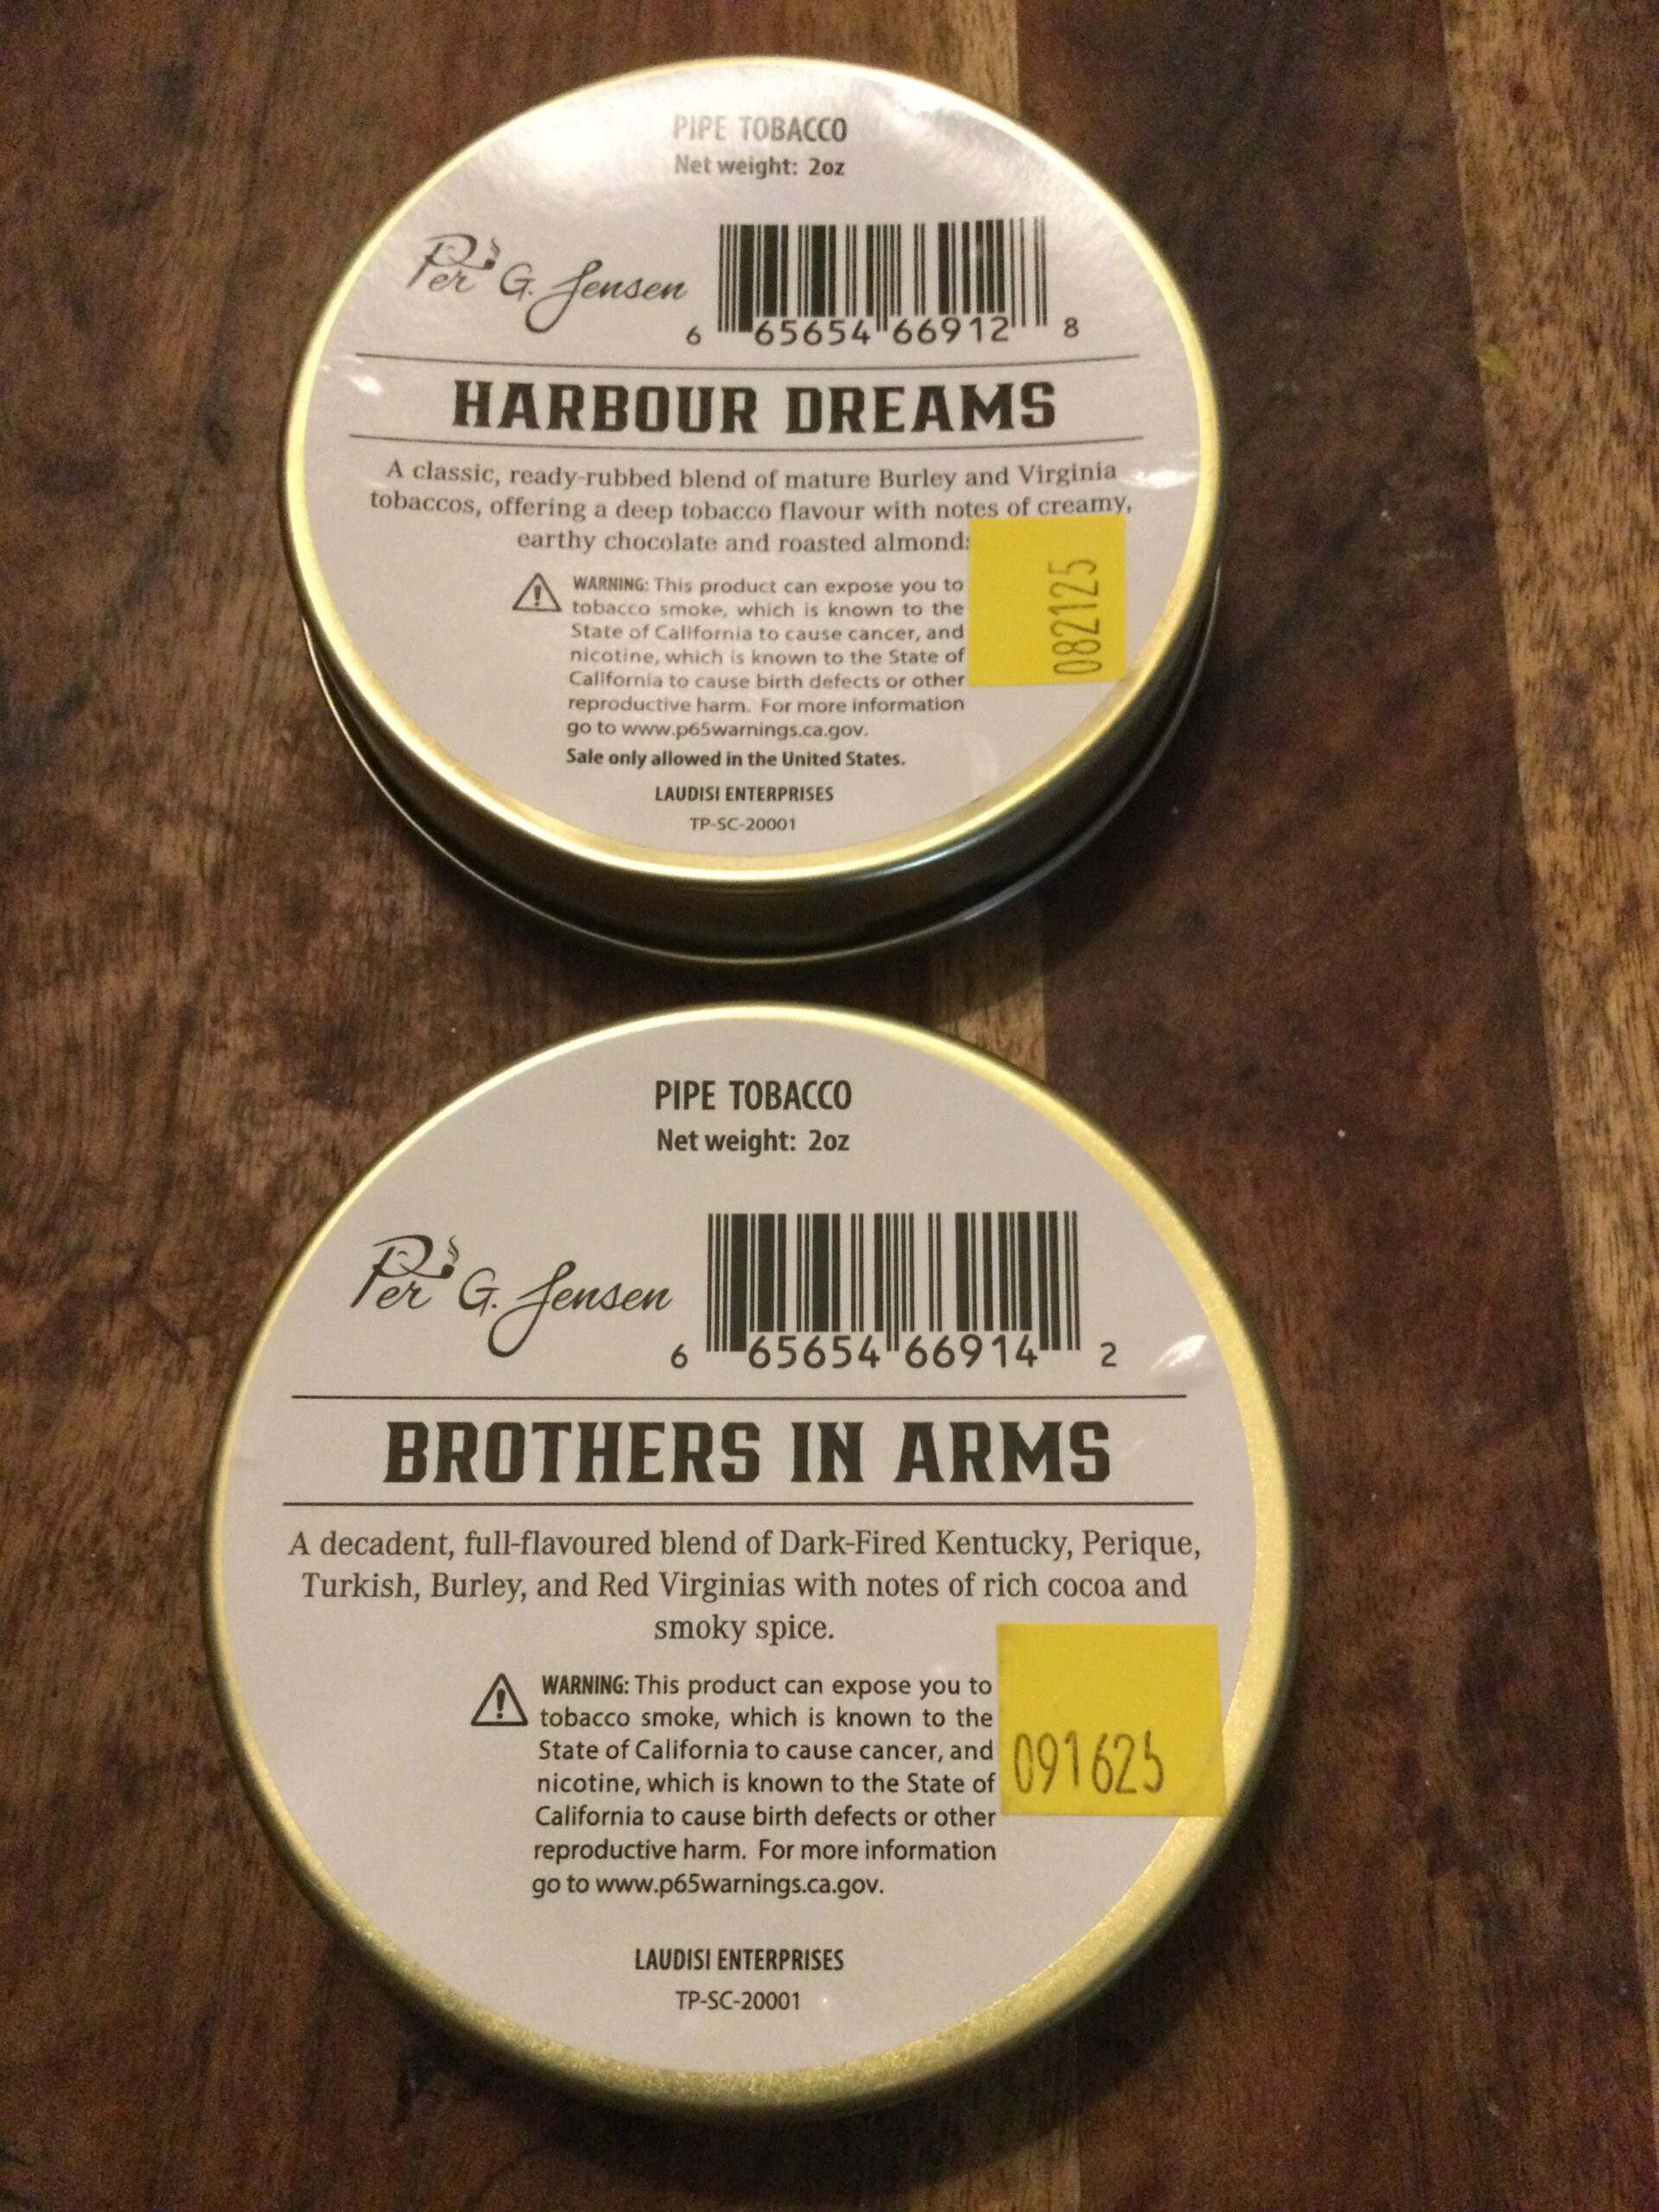 PIPE TOBACCO
Net weight: 2oz
Per G. Jensen
6 65654 66912 8
HARBOUR DREAMS
A classic, ready-rubbed blend of mature Burley and Virginia
tobaccos, offering a deep tobacco flavour with notes of creamy,
earthy chocolate and roasted almond
WARNING: This product can expose you to
tobacco smoke, which is known to the
State of California to cause cancer, and
nicotine, which is known to the State of
California to cause birth defects or other
reproductive harm. For more information
go to www.p65warnings.ca.gov.
082125
Sale only allowed in the United States.
LAUDISI ENTERPRISES
TP-SC-20001
PIPE TOBACCO
Net weight: 2oz
Per G. Jensen
6 65654 66914 2
BROTHERS IN ARMS
A decadent, full-flavoured blend of Dark-Fired Kentucky, Perique,
Turkish, Burley, and Red Virginias with notes of rich cocoa and
smoky spice.
WARNING: This product can expose you to
tobacco smoke, which is known to the
State of California to cause cancer, and
nicotine, which is known to the State of
California to cause birth defects or other
reproductive harm. For more information
go to www.p65warnings.ca.gov.
091625
LAUDISI ENTERPRISES
TP-SC-20001